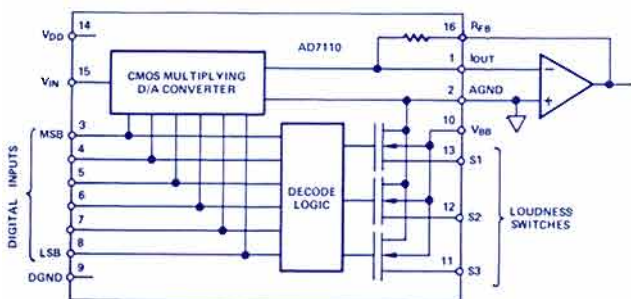 14
VDD
VIN
15
CMOS MULTIPLYING
D/A CONVERTER
AD7110
16
RFB
1
IOUT
2
AGND
10
VBB
13
S1
12
S2
11
S3
LOUDNESS
SWITCHES
DECODE
LOGIC
DIGITAL INPUTS
MSB
3
4
5
6
7
LSB
8
9
DGND
−
+